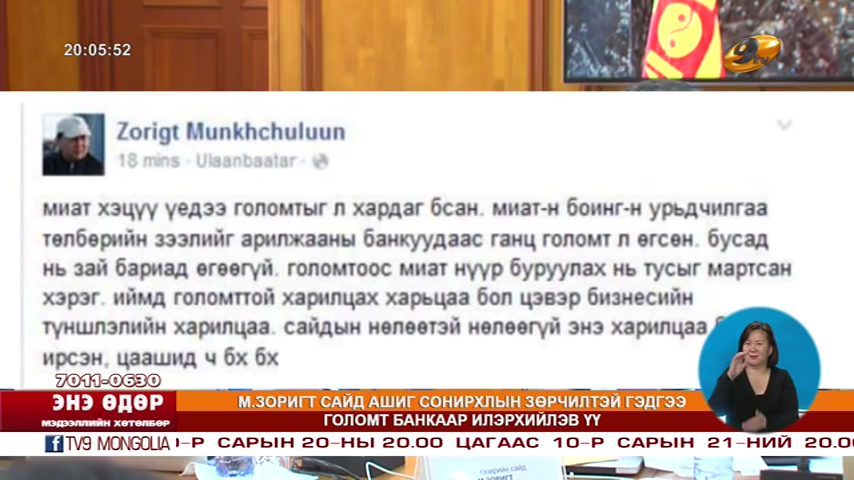 20:05:52
9 TV
Zorigt Munkhchuluun
18 mins · Ulaanbaatar ·
миат хэцүү үедээ голомтыг л хардаг бсан. миат-н боинг-н урьдчилгаа
төлбөрийн зээлийг арилжааны банкуудаас ганц голомт л өгсөн. бусад
нь зай бариад өгөөгүй. голомтоос миат нүүр буруулах нь тусыг мартсан
хэрэг. иймд голомттой харилцах харьцаа бол цэвэр бизнесийн
түншлэлийн харилцаа. сайдын нөлөөтэй нөлөөгүй энэ харилцаа
ирсэн, цаашид ч бх бх
7011-0630
ЭНЭ ӨДӨР
МЭДЭЭЛЛИЙН ХӨТӨЛБӨР
М.ЗОРИГТ САЙД АШИГ СОНИРХЛЫН ЗӨРЧИЛТЭЙ ГЭДГЭЭ
ГОЛОМТ БАНКААР ИЛЭРХИЙЛЭВ ҮҮ
f TV9 MONGOLIA
0-Р САРЫН 20-НЫ 20.00 ЦАГААС 10-Р САРЫН 21-НИЙ 20.00
М.ЗОРИГТ